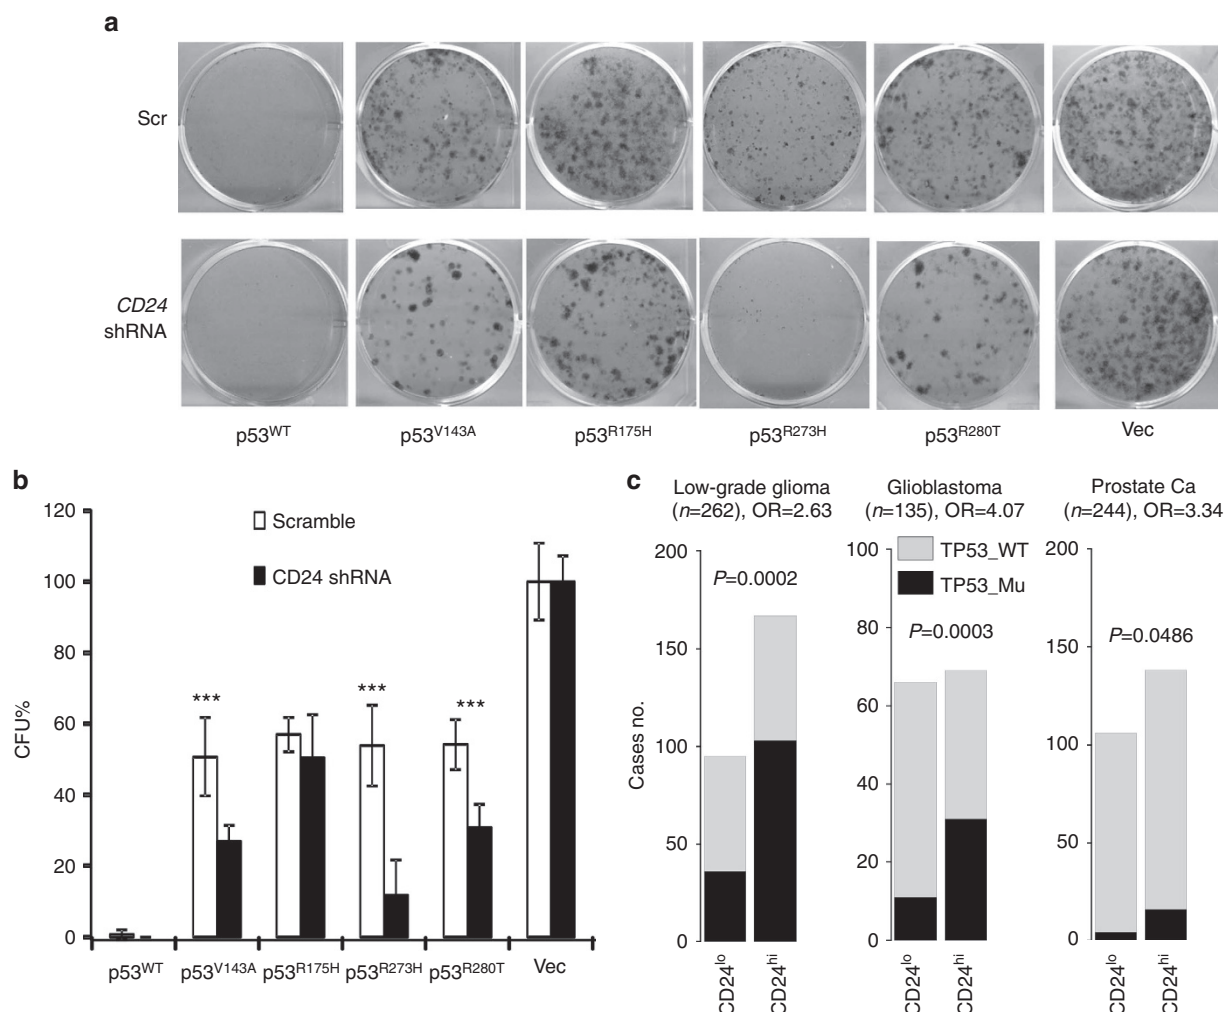 a
Scr
CD24
shRNA
p53WT
p53V143A
p53R175H
p53R273H
p53R280T
Vec
b
120
100
80
60
40
20
0
CFU%
Scramble
CD24 shRNA
***
***
***
p53WT
p53V143A
p53R175H
p53R273H
p53R280T
Vec
c
Low-grade glioma
(n=262), OR=2.63
200
150
100
50
0
Cases no.
P=0.0002
CD24lo
CD24hi
Glioblastoma
(n=135), OR=4.07
100
80
60
40
20
0
TP53_WT
TP53_Mu
P=0.0003
CD24lo
CD24hi
Prostate Ca
(n=244), OR=3.34
200
150
100
50
0
P=0.0486
CD24lo
CD24hi